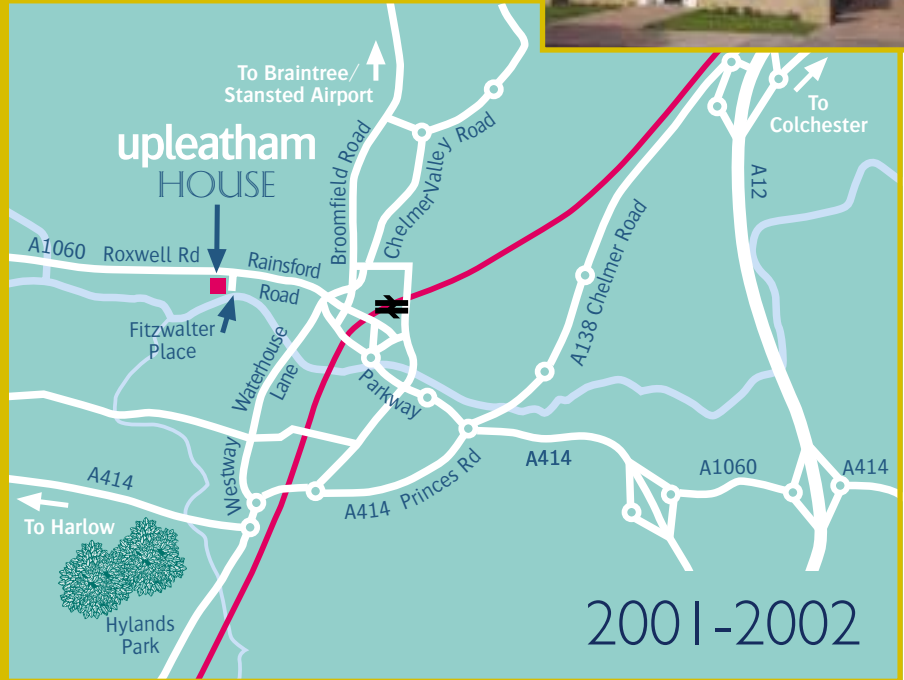 To Braintree/
Stansted Airport
To
Colchester
upleatham
HOUSE
Broomfield Road
Chelmer Valley Road
A12
A1060
Roxwell Rd
Rainsford
Road
A138 Chelmer Road
Fitzwalter
Place
Waterhouse
Lane
Parkway
Westway
A414
A414 Princes Rd
A414
A1060
A414
To Harlow
Hylands
Park
2001-2002